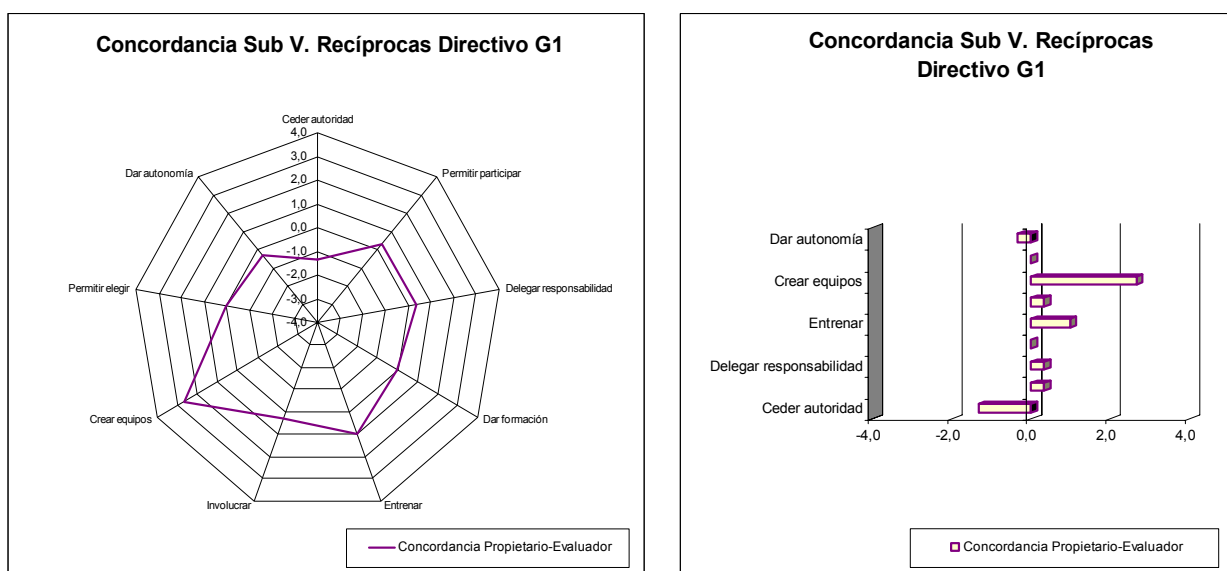 Concordancia Sub V. Recíprocas Directivo G1
Ceder autoridad
4,0
3,0
2,0
1,0
0,0
-1,0
-2,0
-3,0
-4,0
Permitir participar
Delegar responsabilidad
Dar formación
Entrenar
Involucrar
Crear equipos
Permitir elegir
Dar autonomía
Concordancia Propietario-Evaluador
Concordancia Sub V. Recíprocas
Directivo G1
Dar autonomía
Crear equipos
Entrenar
Delegar responsabilidad
Ceder autoridad
-4,0 -2,0 0,0 2,0 4,0
Concordancia Propietario-Evaluador